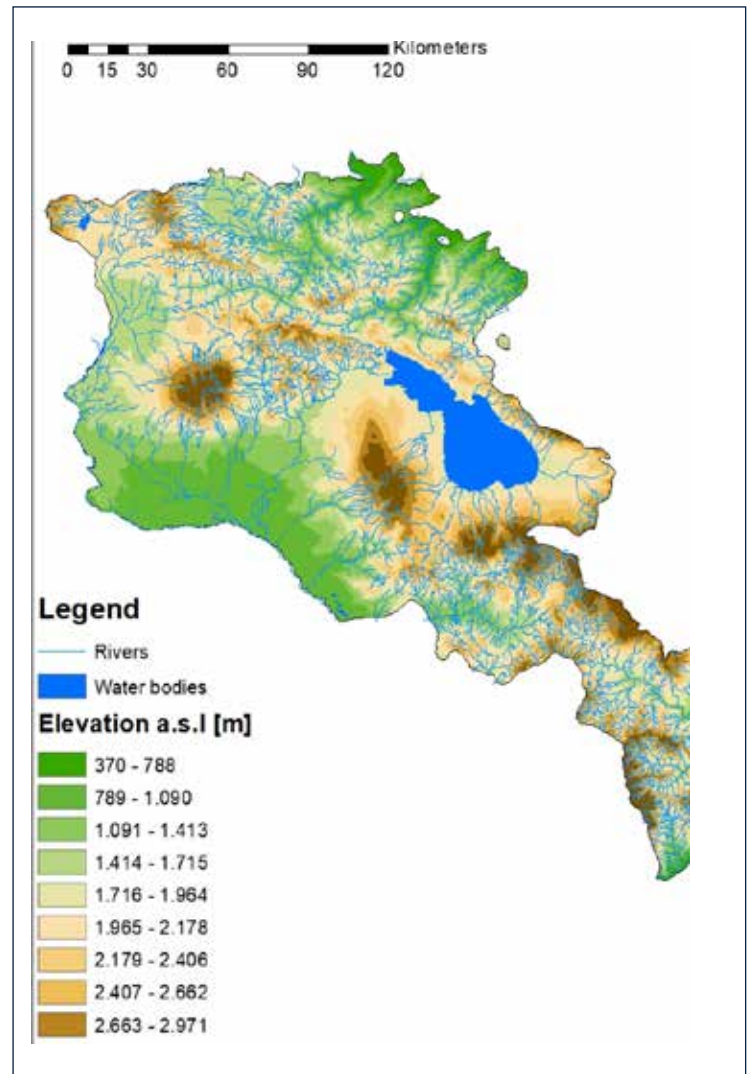 Kilometers
0 15 30 60 90 120
Legend
Rivers
Water bodies
Elevation a.s.l [m]
370 - 788
789 - 1.090
1.091 - 1.413
1.414 - 1.715
1.716 - 1.964
1.965 - 2.178
2.179 - 2.406
2.407 - 2.662
2.663 - 2.971